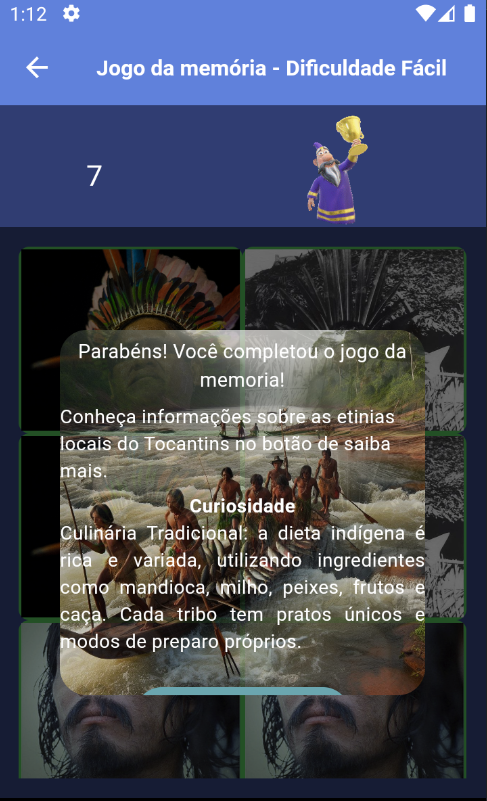 1:12
Jogo da memória - Dificuldade Fácil
7
Parabéns! Você completou o jogo da
memoria!
Conheça informações sobre as etinias
locais do Tocantins no botão de saiba
mais.
Curiosidade
Culinária Tradicional: a dieta indígena é
rica e variada, utilizando ingredientes
como mandioca, milho, peixes, frutos e
caça. Cada tribo tem pratos únicos e
modos de preparo próprios.